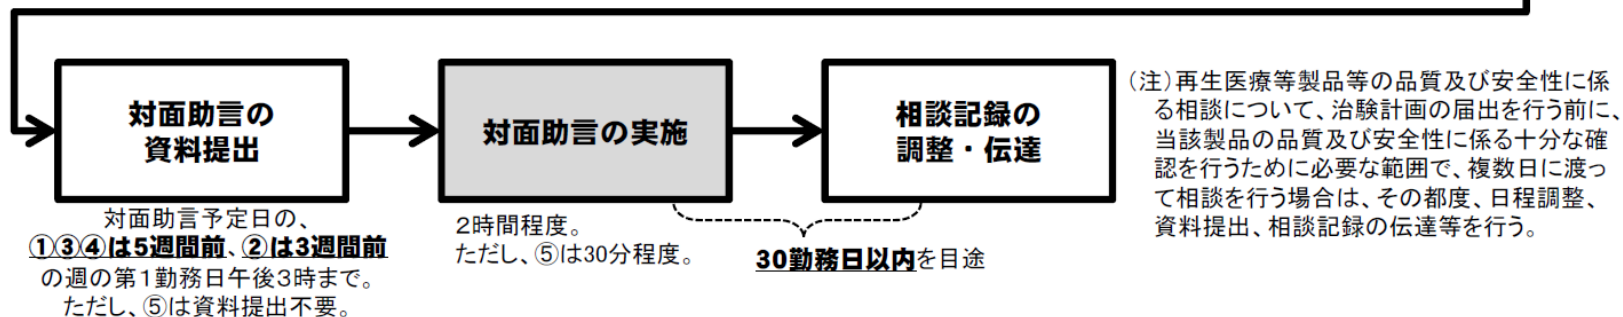 対面助言の
資料提出
対面助言予定日の、
①③④は5週間前、②は3週間前
の週の第1勤務日午後3時まで。
ただし、⑤は資料提出不要。
対面助言の実施
2時間程度。
ただし、⑤は30分程度。
相談記録の
調整・伝達
30勤務日以内を目途
（注）再生医療等製品等の品質及び安全性に係
る相談について、治験計画の届出を行う前に、
当該製品の品質及び安全性に係る十分な確
認を行うために必要な範囲で、複数日に渡っ
て相談を行う場合は、その都度、日程調整、
資料提出、相談記録の伝達等を行う。